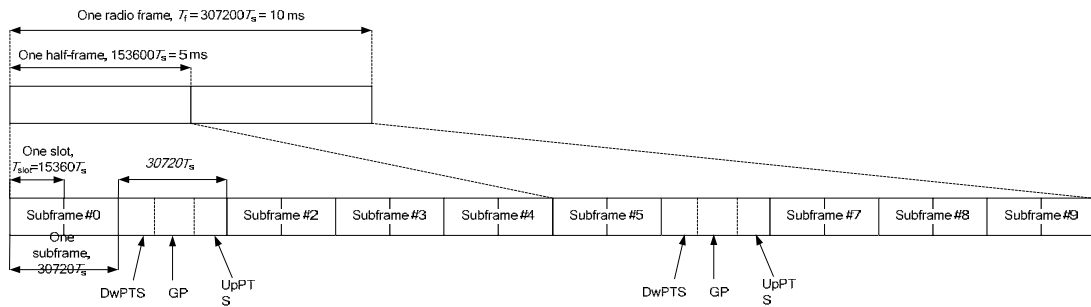 One radio frame, Tf = 307200Ts = 10 ms
One half-frame, 153600Ts = 5 ms
One slot,
Tslot=15360Ts
30720Ts
Subframe #0
Subframe #2
Subframe #3
Subframe #4
Subframe #5
Subframe #7
Subframe #8
Subframe #9
One
subframe,
30720Ts
DwPTS
GP
UpPT
S
DwPTS
GP
UpPT
S